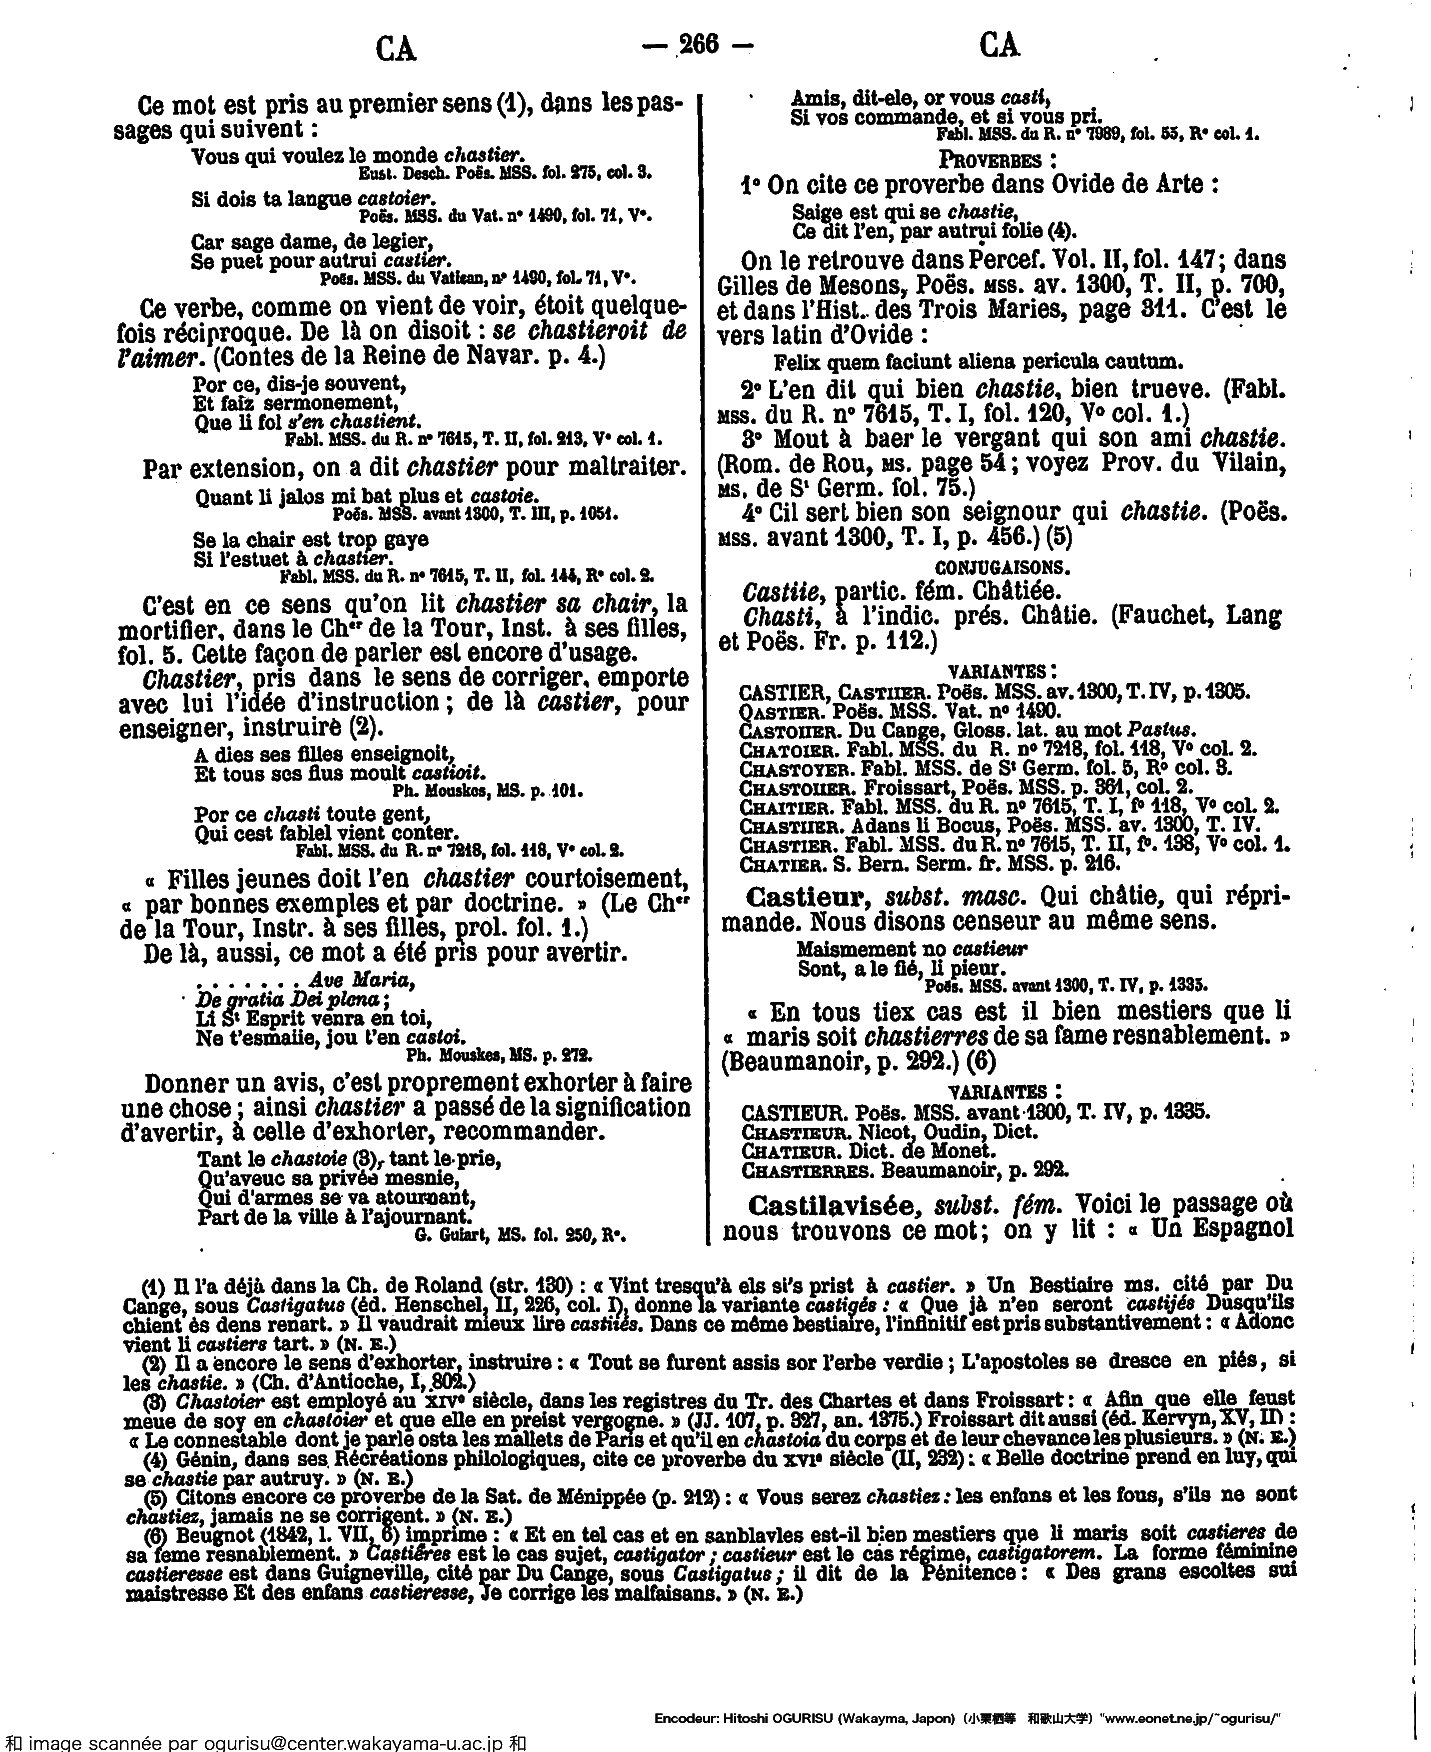 CA
— 266 —
CA
Ce mot est pris au premier sens (1), dans les pas-
sages qui suivent :
Vous qui voulez le monde chastier.
Eust. Desch. Poës. MSS. fol. 275, col. 3.
Si dois ta langue castoier.
Poës. MSS. du Vat. nº 1490, fol. 71, Vº.
Car sage dame, de legier,
Se puet pour autrui castier.
Poës. MSS. du Vatican, nº 1490, fol. 71, Vº.
Ce verbe, comme on vient de voir, étoit quelque-
fois réciproque. De là on disoit : se chastieroit de
l'aimer. (Contes de la Reine de Navar. p. 4.)
Por ce, dis-je souvent,
Et faiz sermonement,
Que li fol s'en chastient.
Fabl. MSS. du R. nº 7615, T. II, fol. 213, Vº col. 1.
Par extension, on a dit chastier pour maltraiter.
Quant li jalos mi bat plus et castoie.
Poës. MSS. avant 1300, T. III, p. 1051.
Se la chair est trop gaye
Si l'estuet à chastier.
Fabl. MSS. du R. nº 7615, T. II, fol. 144, Rº col. 2.
C'est en ce sens qu'on lit chastier sa chair, la
mortifier, dans le Cher de la Tour, Inst. à ses filles,
fol. 5. Cette façon de parler est encore d'usage.
Chastier, pris dans le sens de corriger, emporte
avec lui l'idée d'instruction ; de là castier, pour
enseigner, instruire (2).
A dies ses filles enseignoit,
Et tous ses flus moult castioit.
Ph. Mouskes, MS. p. 101.
Por ce chasti toute gent,
Qui cest fablel vient conter.
Fabl. MSS. du R. nº 7218, fol. 118, Vº col. 2.
« Filles jeunes doit l'en chastier courtoisement,
« par bonnes exemples et par doctrine. » (Le Cher
de la Tour, Instr. à ses filles, prol. fol. 1.)
De là, aussi, ce mot a été pris pour avertir.
. . . . . . . Ave Maria,
De gratia Dei plena ;
Li St Esprit venra en toi,
Ne t'esmaiie, jou t'en castoi.
Ph. Mouskes, MS. p. 272.
Donner un avis, c'est proprement exhorter à faire
une chose ; ainsi chastier a passé de la signification
d'avertir, à celle d'exhorter, recommander.
Tant le chastoie (3), tant le prie,
Qu'aveuc sa privée mesnie,
Qui d'armes se va atournant,
Part de la ville à l'ajournant.
G. Guiart, MS. fol. 250, Rº.
Amis, dit-ele, or vous casti,
Si vos commande, et si vous pri.
Fabl. MSS. du R. nº 7989, fol. 55, Rº col. 1.
PROVERBES :
1º On cite ce proverbe dans Ovide de Arte :
Saige est qui se chastie,
Ce dit l'en, par autrui folie (4).
On le retrouve dans Percef. Vol. II, fol. 147 ; dans
Gilles de Mesons, Poës. MSS. av. 1300, T. II, p. 700,
et dans l'Hist. des Trois Maries, page 311. C'est le
vers latin d'Ovide :
Felix quem faciunt aliena pericula cautum.
2º L'en dit qui bien chastie, bien trueve. (Fabl.
MSS. du R. nº 7615, T. I, fol. 120, Vº col. 1.)
3º Mout à baer le vergant qui son ami chastie.
(Rom. de Rou, MS. page 54 ; voyez Prov. du Vilain,
MS. de St Germ. fol. 75.)
4º Cil sert bien son seignour qui chastie. (Poës.
MSS. avant 1300, T. I, p. 456.) (5)
CONJUGAISONS.
Castiie, partic. fém. Châtiée.
Chasti, à l'indic. prés. Châtie. (Fauchet, Lang
et Poës. Fr. p. 112.)
VARIANTES :
CASTIER, CASTIIER. Poës. MSS. av. 1300, T. IV, p. 1305.
QASTIER. Poës. MSS. Vat. nº 1490.
CASTOIIER. Du Cange, Gloss. lat. au mot Pastus.
CHATOIER. Fabl. MSS. du R. nº 7218, fol. 118, Vº col. 2.
CHASTOYER. Fabl. MSS. de St Germ. fol. 5, Rº col. 3.
CHASTOIIER. Froissart, Poës. MSS. p. 361, col. 2.
CHAITIER. Fabl. MSS. du R. nº 7615, T. I, fº 118, Vº col. 2.
CHASTIIER. Adans li Bocus, Poës. MSS. av. 1300, T. IV.
CHASTIER. Fabl. MSS. du R. nº 7615, T. II, fº. 138, Vº col. 1.
CHATIER. S. Bern. Serm. fr. MSS. p. 216.
Castieur, subst. masc. Qui châtie, qui répri-
mande. Nous disons censeur au même sens.
Maismement no castieur
Sont, a le fié, li pieur.
Poës. MSS. avant 1300, T. IV, p. 1335.
« En tous tiex cas est il bien mestiers que li
« maris soit chastierres de sa fame resnablement. »
(Beaumanoir, p. 292.) (6)
VARIANTES :
CASTIEUR. Poës. MSS. avant 1300, T. IV, p. 1335.
CHASTIEUR. Nicot, Oudin, Dict.
CHATIEUR. Dict. de Monet.
CHASTIERRES. Beaumanoir, p. 292.
Castilavisée, subst. fém. Voici le passage où
nous trouvons ce mot ; on y lit : « Un Espagnol
(1) Il l'a déjà dans la Ch. de Roland (str. 130) : « Vint tresqu'à els si's prist à castier. » Un Bestiaire ms. cité par Du
Cange, sous Castigatus (éd. Henschel, II, 226, col. I), donne la variante castigés : « Que jà n'en seront castijés Dusqu'ils
chient ès dens renart. » Il vaudrait mieux lire castiiés. Dans ce même bestiaire, l'infinitif est pris substantivement : « Adonc
vient li castiers tart. » (N. E.)
(2) Il a encore le sens d'exhorter, instruire : « Tout se furent assis sor l'erbe verdie ; L'apostoles se dresce en piés, si
les chastie. » (Ch. d'Antioche, I, 802.)
(3) Chastoier est employé au XIVe siècle, dans les registres du Tr. des Chartes et dans Froissart : « Afin que elle feust
meue de soy en chastoier et que elle en preist vergogne. » (JJ. 107, p. 327, an. 1375.) Froissart dit aussi (éd. Kervyn, XV, II) :
« Le connestable dont je parle osta les mallets de Paris et qu'il en chastoia du corps et de leur chevance les plusieurs. » (N. E.)
(4) Génin, dans ses Récréations philologiques, cite ce proverbe du XVIe siècle (II, 232) : « Belle doctrine prend en luy, qui
se chastie par autruy. » (N. E.)
(5) Citons encore ce proverbe de la Sat. de Ménippée (p. 212) : « Vous serez chastiez : les enfans et les fous, s'ils ne sont
chastiez, jamais ne se corrigent. » (N. E.)
(6) Beugnot (1842, l. VII, 6) imprime : « Et en tel cas et en sanblavles est-il bien mestiers que li maris soit castieres de
sa feme resnablement. » Castiêres est le cas sujet, castigator ; castieur est le cas régime, castigatorem. La forme féminine
castieresse est dans Guigneville, cité par Du Cange, sous Castigatus ; il dit de la Pénitence : « Des grans escoltes sui
maistresse Et des enfans castieresse, Je corrige les malfaisans. » (N. E.)
Encodeur: Hitoshi OGURISU (Wakayma, Japon) (小栗栖等 和歌山大学) "www.eonet.ne.jp/~ogurisu/"
和 image scannée par ogurisu@center.wakayama-u.ac.jp 和